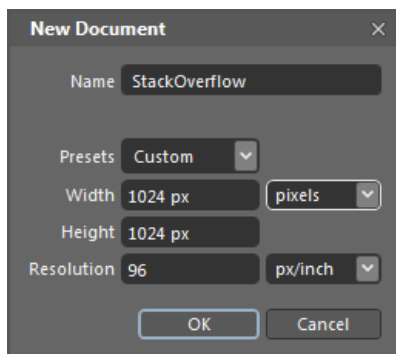 New Document
Name StackOverflow
Presets Custom
Width 1024 px pixels
Height 1024 px
Resolution 96 px/inch
OK Cancel